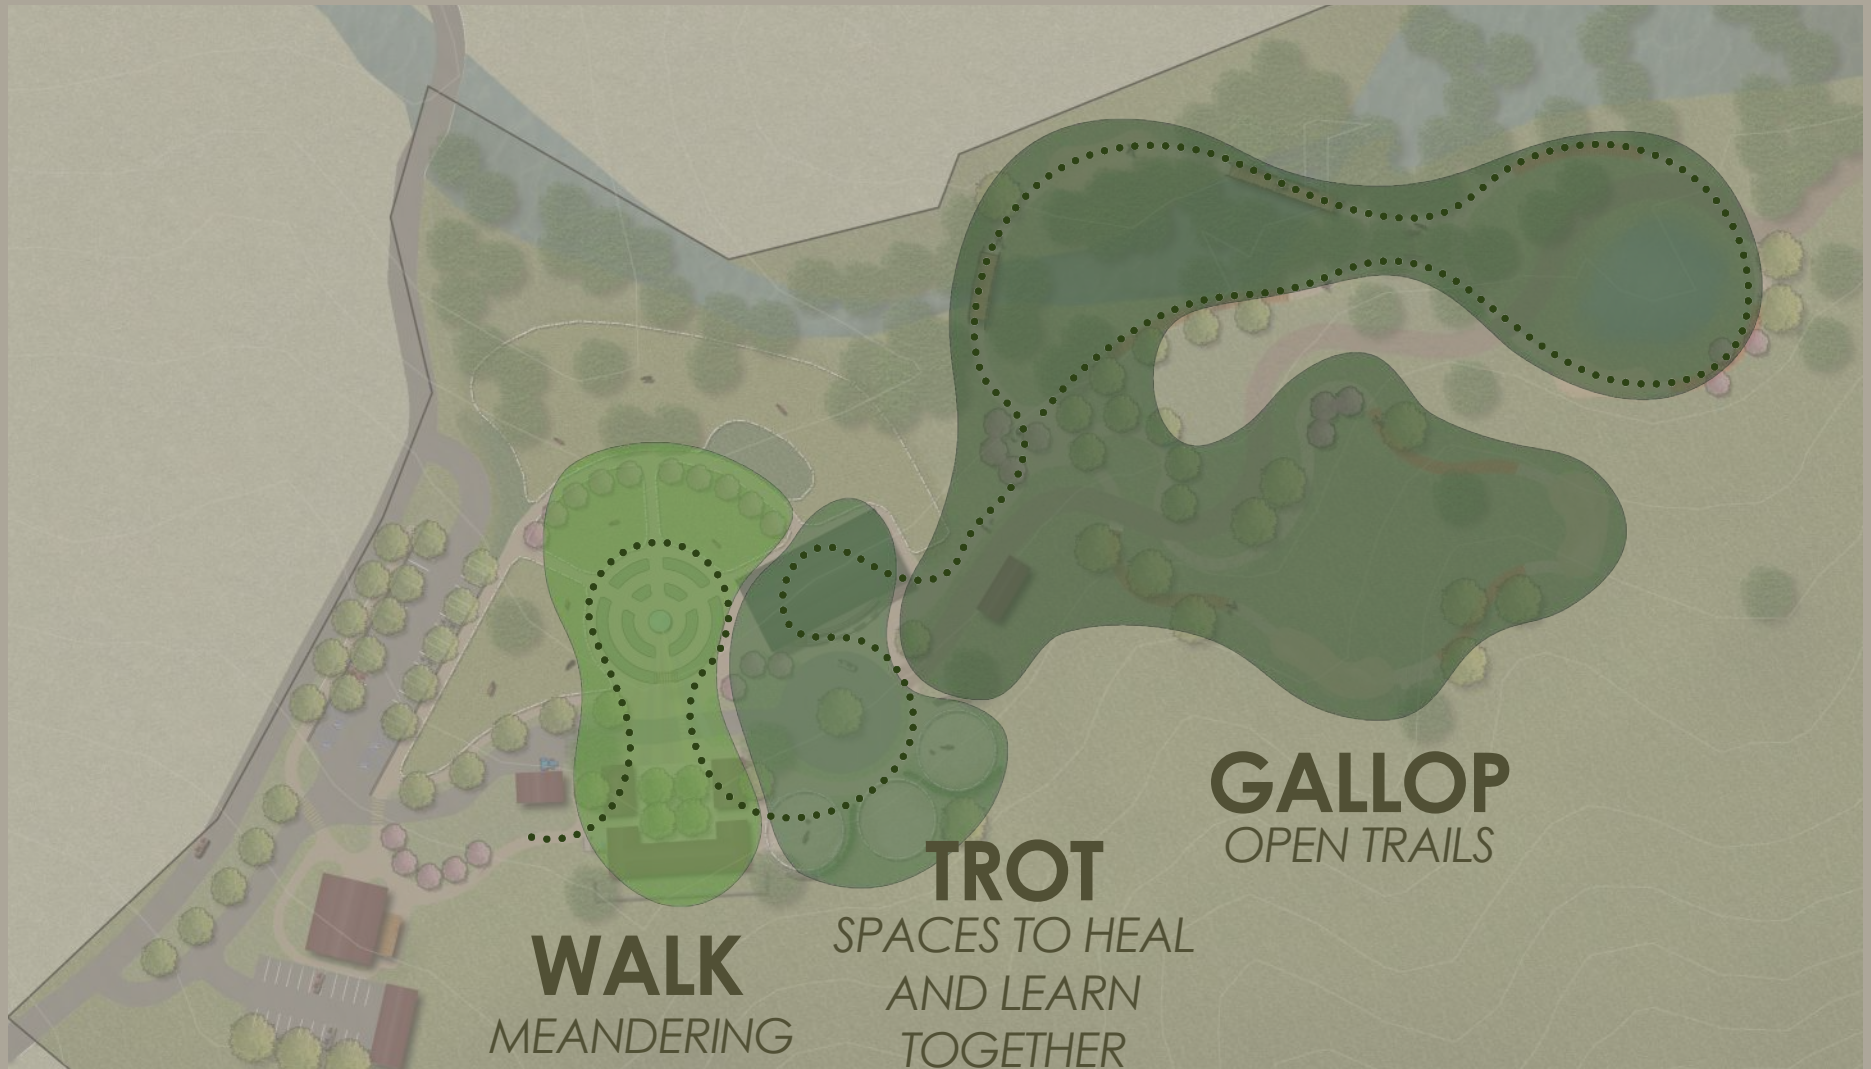 WALK
MEANDERING
TROT
SPACES TO HEAL
AND LEARN
TOGETHER
GALLOP
OPEN TRAILS